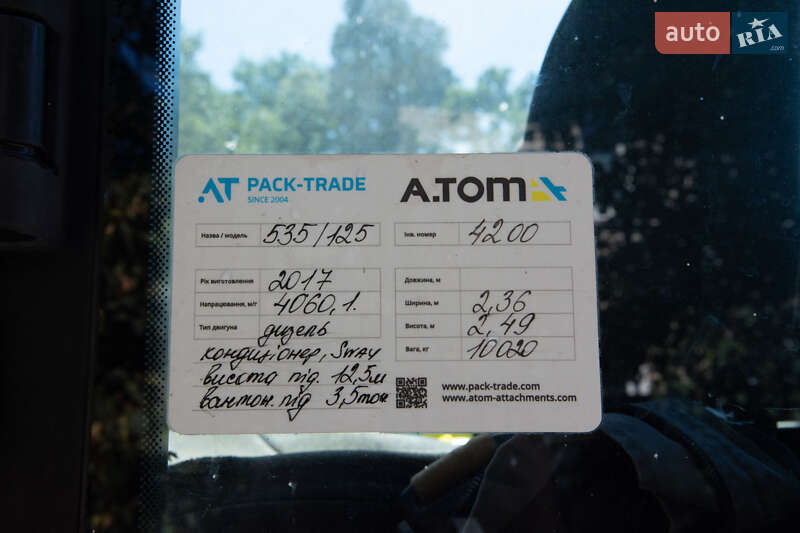 auto RIA .com
AT PACK-TRADE
SINCE 2004
A.TOM
Назва / модель 535/125
Інв. номер 4200
Рік виготовлення 2017
Напрацювання, м/г 4060,1.
Тип двигуна дизель
кондиціонер, SWAY
висота під. 12,5м
вантаж. під 3,5тон
Довжина, м
Ширина, м 2,36
Висота, м 2,49
Вага, кг 10020
www.pack-trade.com
www.atom-attachments.com